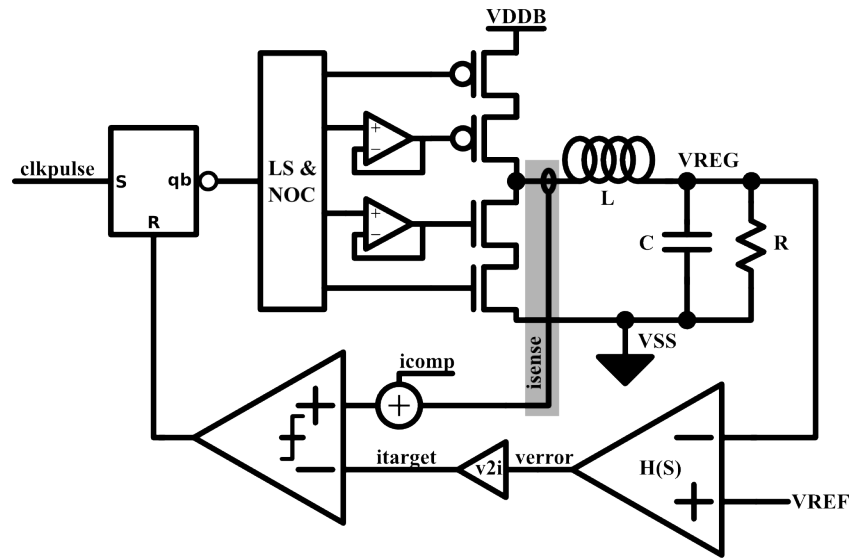 VDDB
clkpulse
S
qb
R
LS &
NOC
+
−
+
−
L
VREG
C
R
VSS
isense
icomp
+
+
−
itarget
v2i
verror
H(S)
−
+
VREF